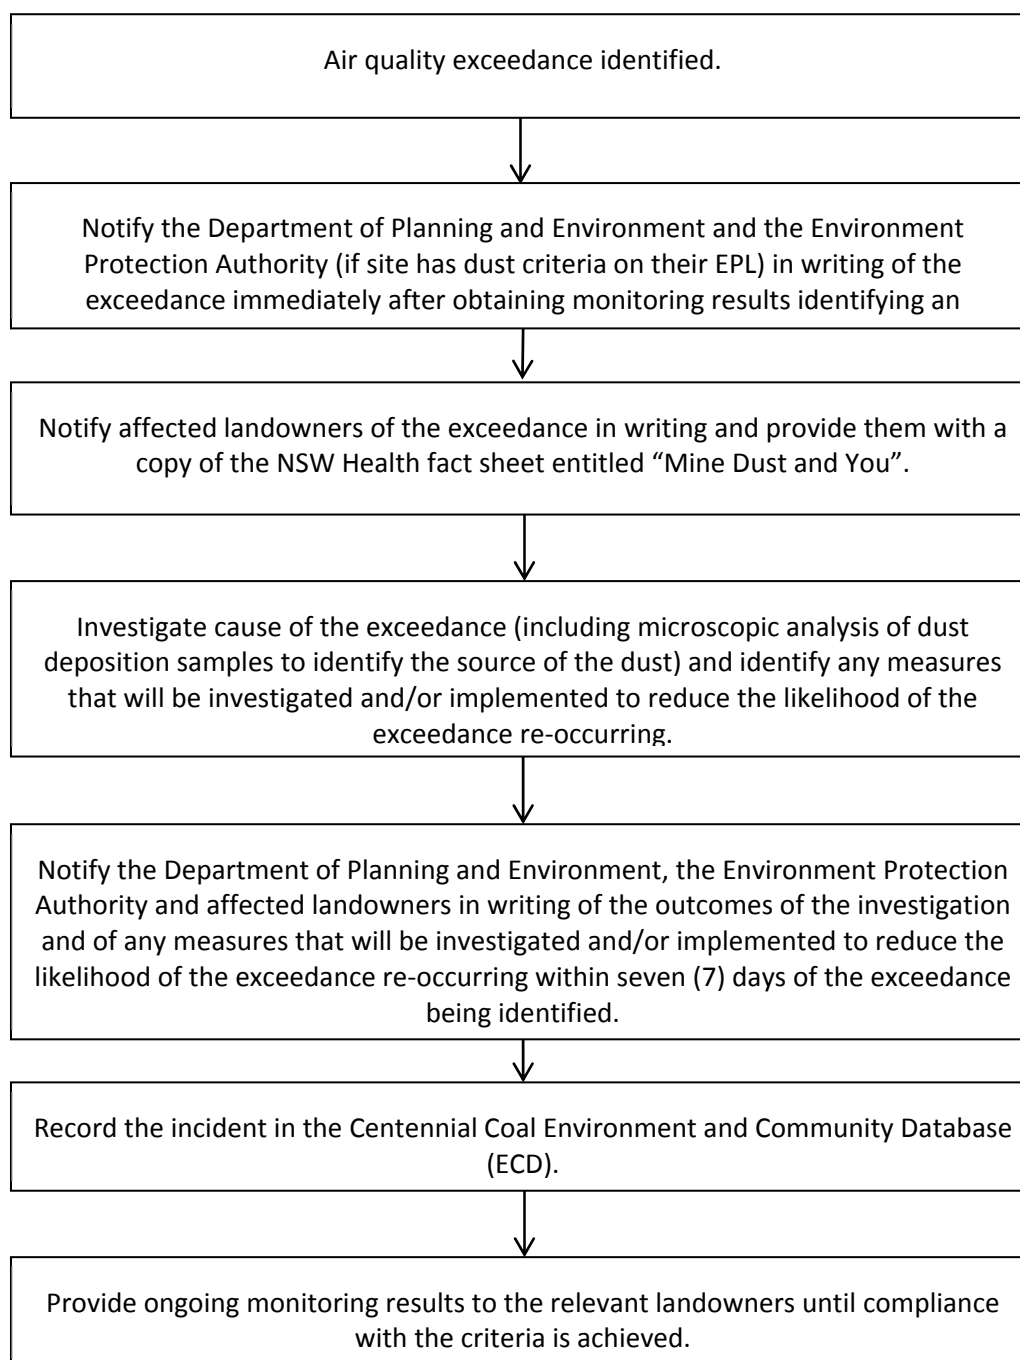 Air quality exceedance identified.
Notify the Department of Planning and Environment and the Environment
Protection Authority (if site has dust criteria on their EPL) in writing of the
exceedance immediately after obtaining monitoring results identifying an
Notify affected landowners of the exceedance in writing and provide them with a
copy of the NSW Health fact sheet entitled “Mine Dust and You”.
Investigate cause of the exceedance (including microscopic analysis of dust
deposition samples to identify the source of the dust) and identify any measures
that will be investigated and/or implemented to reduce the likelihood of the
exceedance re-occurring.
Notify the Department of Planning and Environment, the Environment Protection
Authority and affected landowners in writing of the outcomes of the investigation
and of any measures that will be investigated and/or implemented to reduce the
likelihood of the exceedance re-occurring within seven (7) days of the exceedance
being identified.
Record the incident in the Centennial Coal Environment and Community Database
(ECD).
Provide ongoing monitoring results to the relevant landowners until compliance
with the criteria is achieved.